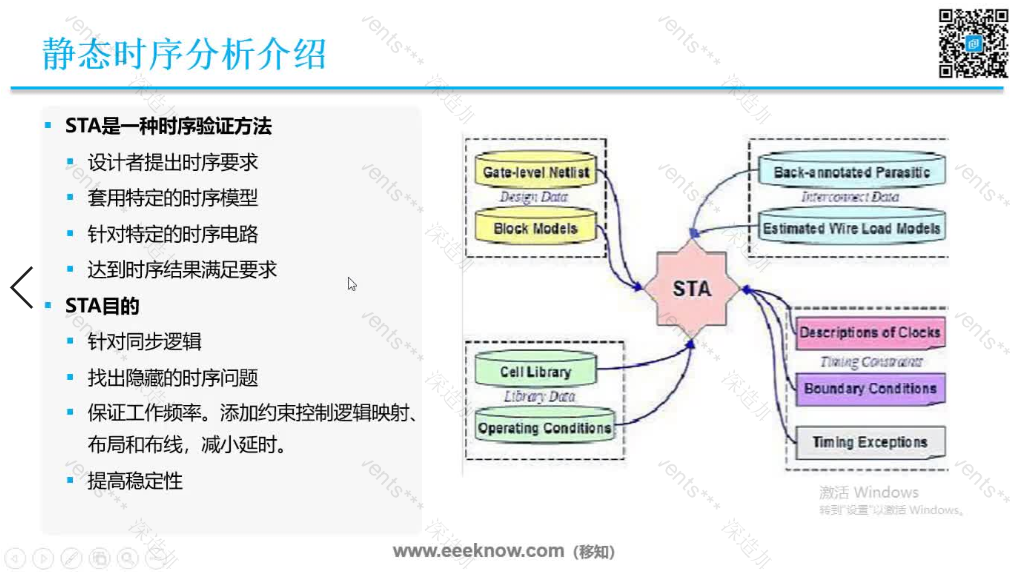 静态时序分析介绍
STA是一种时序验证方法
设计者提出时序要求
套用特定的时序模型
针对特定的时序电路
达到时序结果满足要求
STA目的
针对同步逻辑
找出隐藏的时序问题
保证工作频率。添加约束控制逻辑映射、
布局和布线，减小延时。
提高稳定性
Gate-level Netlist
Design Data
Block Models
Back-annotated Parasitic
Interconnect Data
Estimated Wire Load Models
STA
Cell Library
Library Data
Operating Conditions
Descriptions of Clocks
Timing Constraints
Boundary Conditions
Timing Exceptions
激活 Windows
转到"设置"以激活 Windows。
www.eeeknow.com（移知）